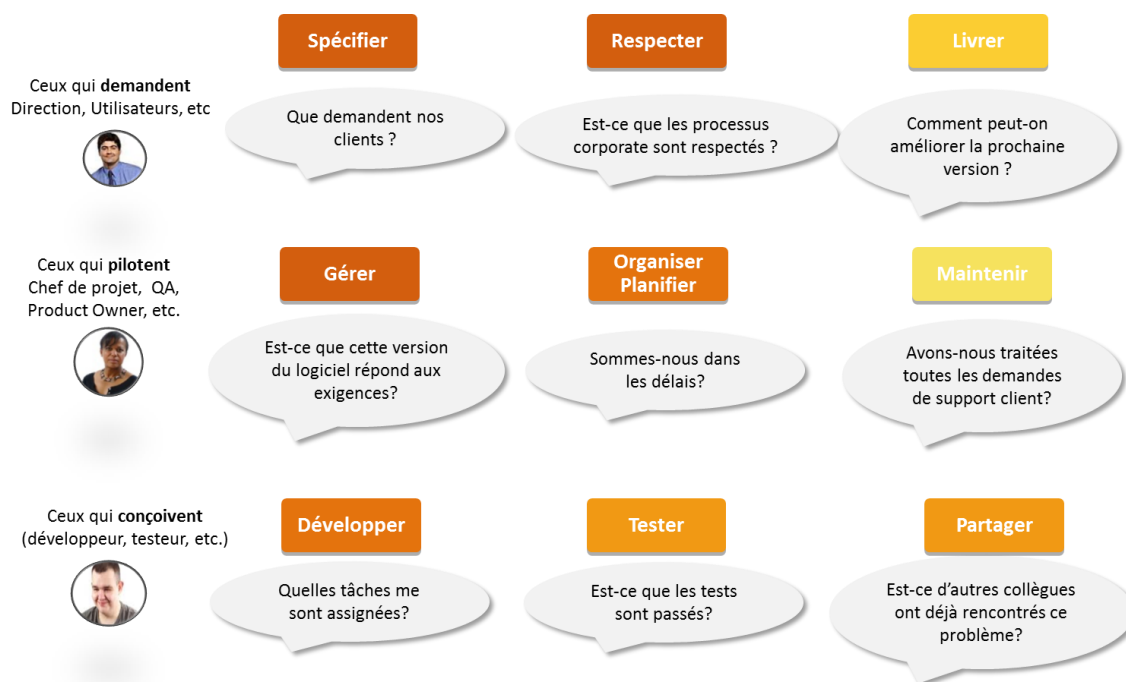 Spécifier
Respecter
Livrer
Ceux qui demandent
Direction, Utilisateurs, etc
Que demandent nos
clients ?
Est-ce que les processus
corporate sont respectés ?
Comment peut-on
améliorer la prochaine
version ?
Ceux qui pilotent
Chef de projet, QA,
Product Owner, etc.
Gérer
Organiser
Planifier
Maintenir
Est-ce que cette version
du logiciel répond aux
exigences?
Sommes-nous dans
les délais?
Avons-nous traitées
toutes les demandes
de support client?
Ceux qui conçoivent
(développeur, testeur, etc.)
Développer
Tester
Partager
Quelles tâches me
sont assignées?
Est-ce que les tests
sont passés?
Est-ce d’autres collègues
ont déjà rencontrés ce
problème?